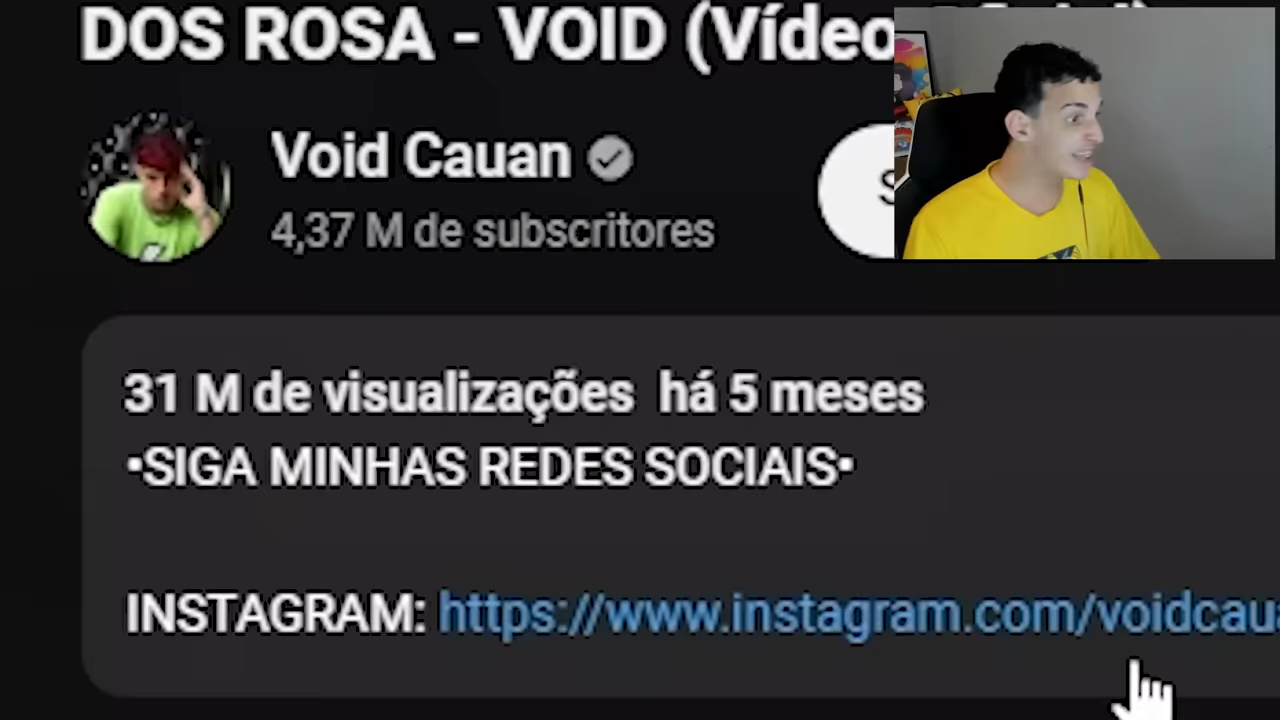 DOS ROSA - VOID (Vídeo
Void Cauan
4,37 M de subscritores
31 M de visualizações há 5 meses
•SIGA MINHAS REDES SOCIAIS•
INSTAGRAM: https://www.instagram.com/voidcaua